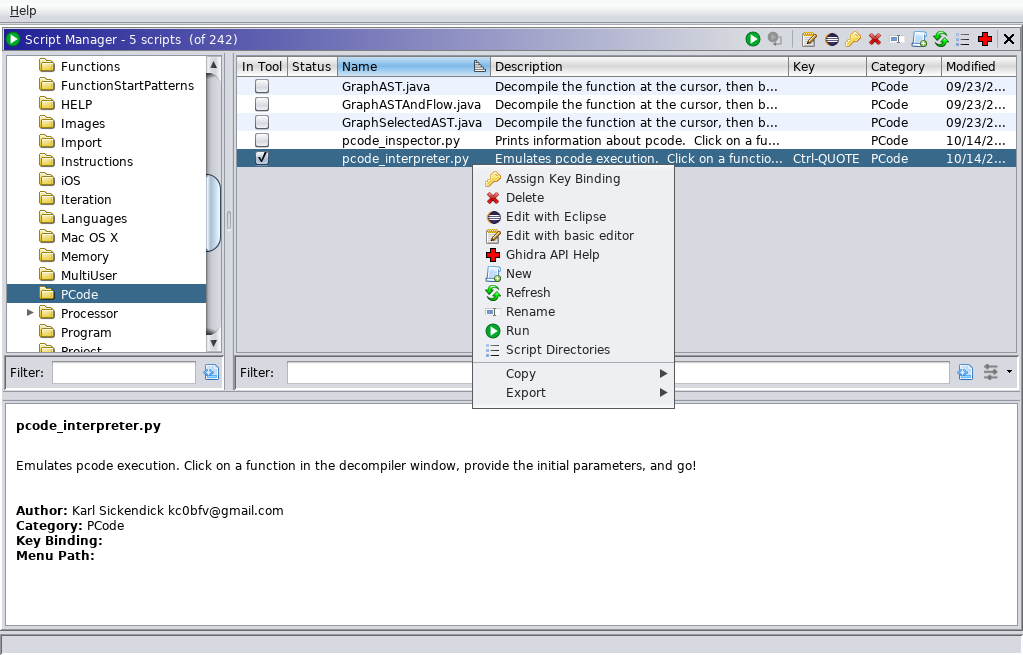 Help
Script Manager - 5 scripts (of 242)
Functions
FunctionStartPatterns
HELP
Images
Import
Instructions
iOS
Iteration
Languages
Mac OS X
Memory
MultiUser
PCode
Processor
Program
Project
Filter:
In Tool Status Name Description Key Category Modified
GraphAST.java Decompile the function at the cursor, then b... PCode 09/23/2...
GraphASTAndFlow.java Decompile the function at the cursor, then b... PCode 09/23/2...
GraphSelectedAST.java Decompile the function at the cursor, then b... PCode 09/23/2...
pcode_inspector.py Prints information about pcode. Click on a fu... PCode 10/14/2...
pcode_interpreter.py Emulates pcode execution. Click on a functio... Ctrl-QUOTE PCode 10/14/2...
Assign Key Binding
Delete
Edit with Eclipse
Edit with basic editor
Ghidra API Help
New
Refresh
Rename
Run
Script Directories
Copy
Export
Filter:
pcode_interpreter.py
Emulates pcode execution. Click on a function in the decompiler window, provide the initial parameters, and go!
Author: Karl Sickendick kc0bfv@gmail.com
Category: PCode
Key Binding:
Menu Path: